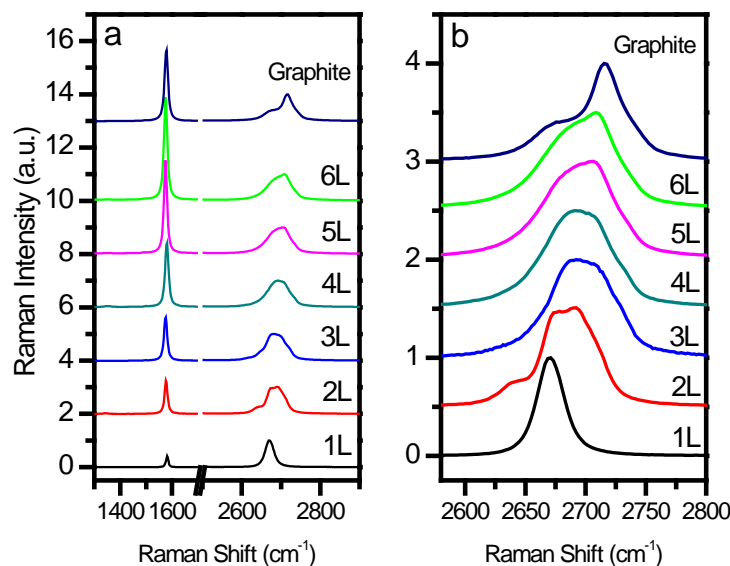 a
16
14
12
10
8
6
4
2
0
Raman Intensity (a.u.)
Graphite
6L
5L
4L
3L
2L
1L
1400 1600 2600 2800
Raman Shift (cm⁻¹)
b
4
3
2
1
0
Graphite
6L
5L
4L
3L
2L
1L
2600 2650 2700 2750 2800
Raman Shift (cm⁻¹)